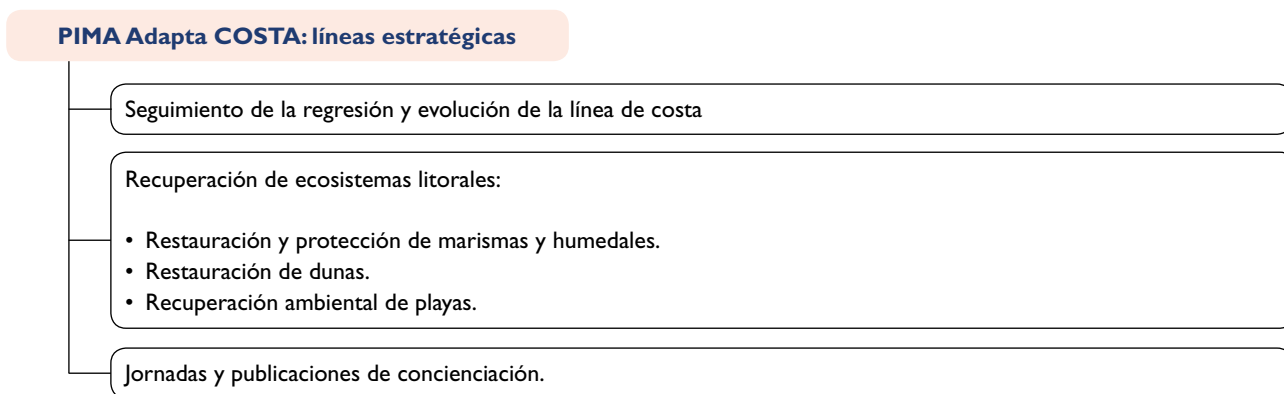 PIMA Adapta COSTA: líneas estratégicas
Seguimiento de la regresión y evolución de la línea de costa
Recuperación de ecosistemas litorales:
• Restauración y protección de marismas y humedales.
• Restauración de dunas.
• Recuperación ambiental de playas.
Jornadas y publicaciones de concienciación.